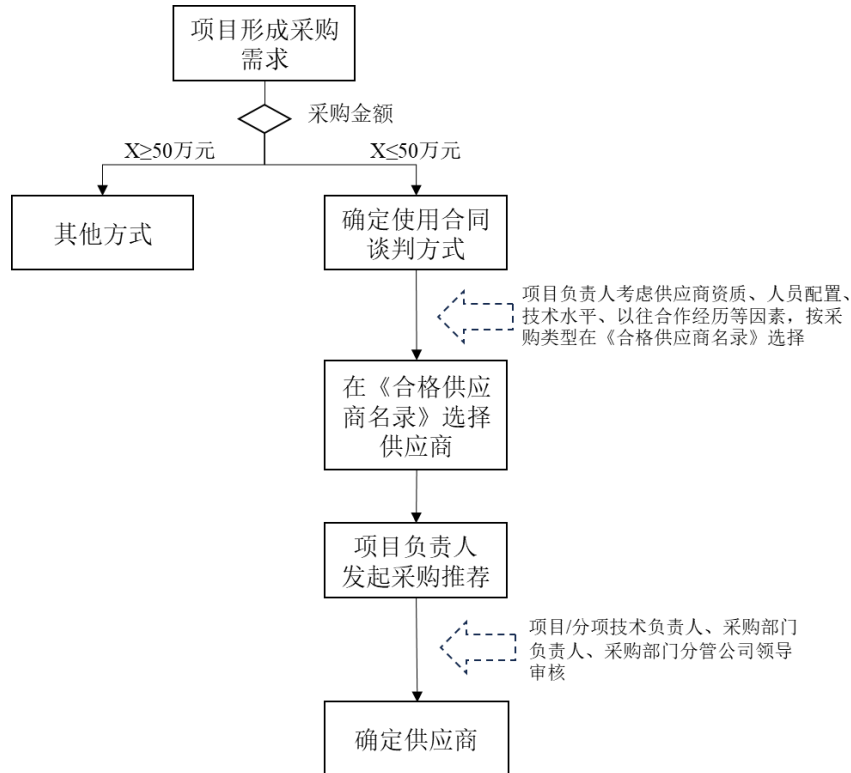 项目形成采购
需求
采购金额
X≥50万元
X≤50万元
其他方式
确定使用合同
谈判方式
项目负责人考虑供应商资质、人员配置、
技术水平、以往合作经历等因素，按采
购类型在《合格供应商名录》选择
在《合格供应
商名录》选择
供应商
项目负责人
发起采购推荐
项目/分项技术负责人、采购部门
负责人、采购部门分管公司领导
审核
确定供应商